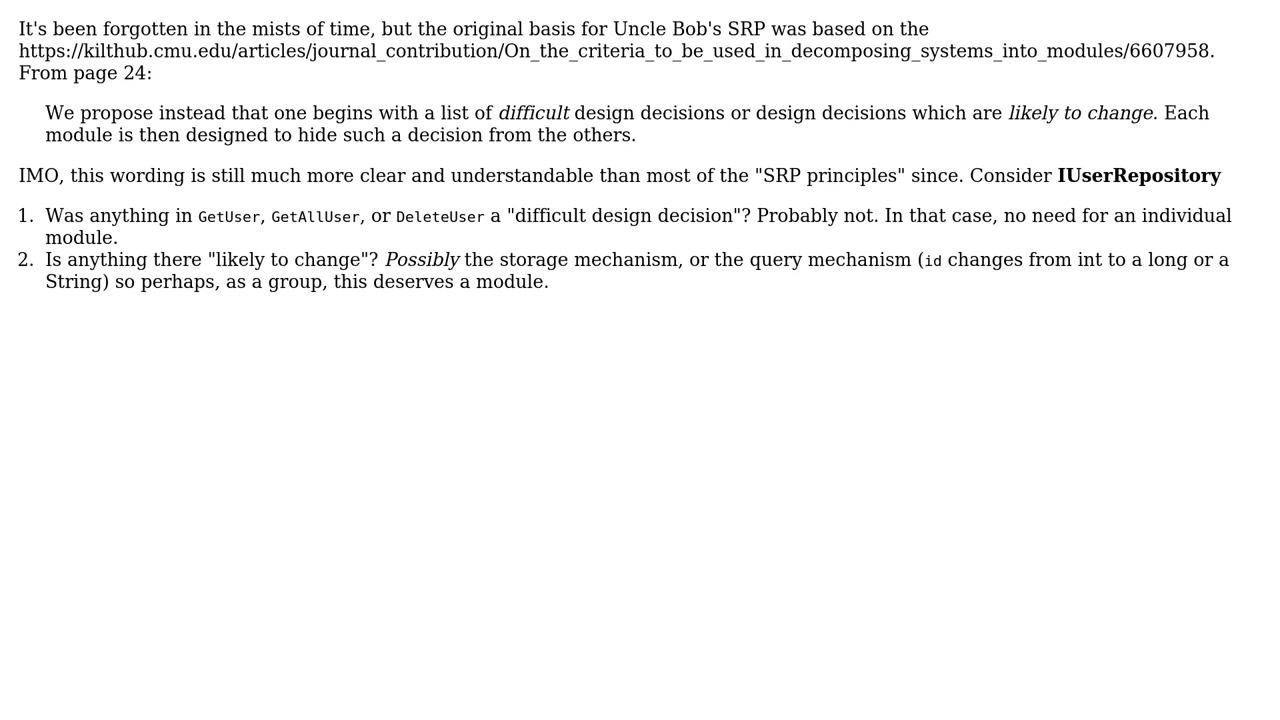 It's been forgotten in the mists of time, but the original basis for Uncle Bob's SRP was based on the
https://kilthub.cmu.edu/articles/journal_contribution/On_the_criteria_to_be_used_in_decomposing_systems_into_modules/6607958.
From page 24:
We propose instead that one begins with a list of difficult design decisions or design decisions which are likely to change. Each
module is then designed to hide such a decision from the others.
IMO, this wording is still much more clear and understandable than most of the "SRP principles" since. Consider IUserRepository
1. Was anything in GetUser, GetAllUser, or DeleteUser a "difficult design decision"? Probably not. In that case, no need for an individual
module.
2. Is anything there "likely to change"? Possibly the storage mechanism, or the query mechanism (id changes from int to a long or a
String) so perhaps, as a group, this deserves a module.